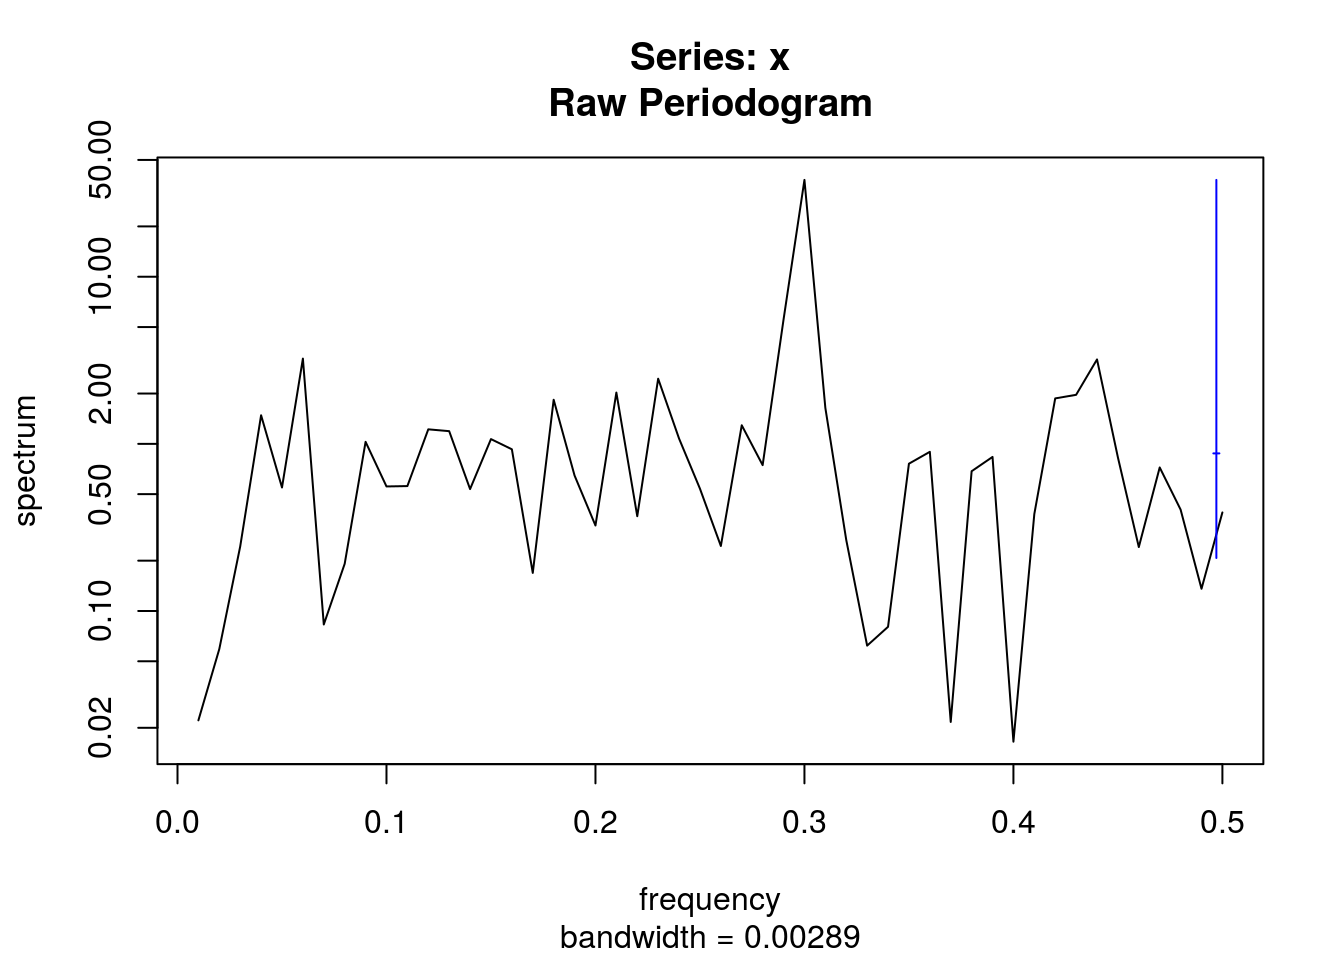 Series: x
Raw Periodogram
50.00
10.00
2.00
0.50
0.10
0.02
spectrum
0.0 0.1 0.2 0.3 0.4 0.5
frequency
bandwidth = 0.00289